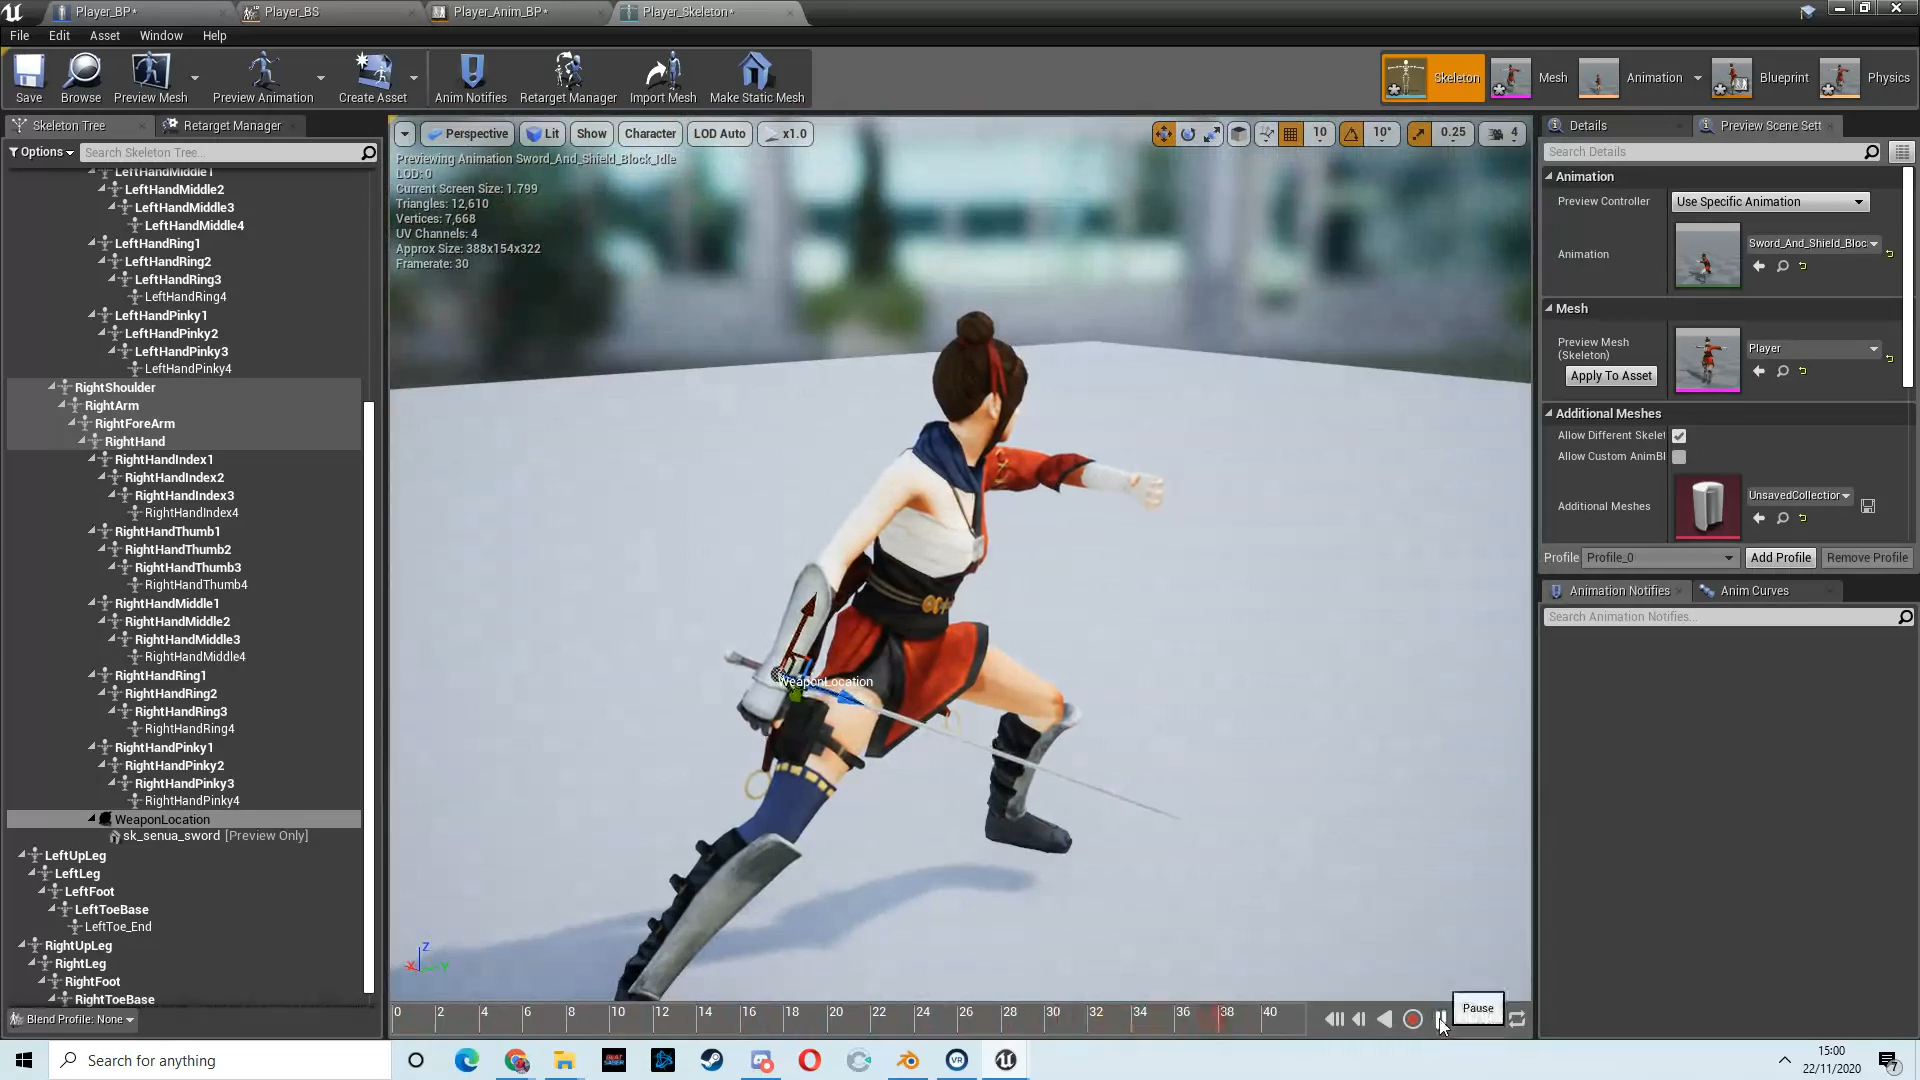 Player_BP*
Player_BS
Player_Anim_BP*
Player_Skeleton*
File Edit Asset Window Help
Save
Browse
Preview Mesh
Preview Animation
Create Asset
Anim Notifies
Retarget Manager
Import Mesh
Make Static Mesh
Skeleton
Mesh
Animation
Blueprint
Physics
Skeleton Tree
Retarget Manager
Options
Search Skeleton Tree...
LeftHandMiddle1
LeftHandMiddle2
LeftHandMiddle3
LeftHandMiddle4
LeftHandRing1
LeftHandRing2
LeftHandRing3
LeftHandRing4
LeftHandPinky1
LeftHandPinky2
LeftHandPinky3
LeftHandPinky4
RightShoulder
RightArm
RightForeArm
RightHand
RightHandIndex1
RightHandIndex2
RightHandIndex3
RightHandIndex4
RightHandThumb1
RightHandThumb2
RightHandThumb3
RightHandThumb4
RightHandMiddle1
RightHandMiddle2
RightHandMiddle3
RightHandMiddle4
RightHandRing1
RightHandRing2
RightHandRing3
RightHandRing4
RightHandPinky1
RightHandPinky2
RightHandPinky3
RightHandPinky4
WeaponLocation
sk_senua_sword [Preview Only]
LeftUpLeg
LeftLeg
LeftFoot
LeftToeBase
LeftToe_End
RightUpLeg
RightLeg
RightFoot
RightToeBase
Blend Profile: None
Perspective Lit Show Character LOD Auto x1.0
10 10° 0.25 4
Previewing Animation Sword_And_Shield_Block_Idle
LOD: 0
Current Screen Size: 1.799
Triangles: 12,610
Vertices: 7,668
UV Channels: 4
Approx Size: 388x154x322
Framerate: 30
WeaponLocation
Z
X
Y
0 2 4 6 8 10 12 14 16 18 20 22 24 26 28 30 32 34 36 38 40
Pause
Details
Preview Scene Sett
Search Details
Animation
Preview Controller
Use Specific Animation
Animation
Sword_And_Shield_Bloc
Mesh
Preview Mesh
(Skeleton)
Apply To Asset
Player
Additional Meshes
Allow Different Skelet
Allow Custom AnimBl
Additional Meshes
UnsavedCollection
Profile Profile_0 Add Profile Remove Profile
Animation Notifies
Anim Curves
Search Animation Notifies...
Search for anything
BEAT
SABER
VR
15:00
22/11/2020
7